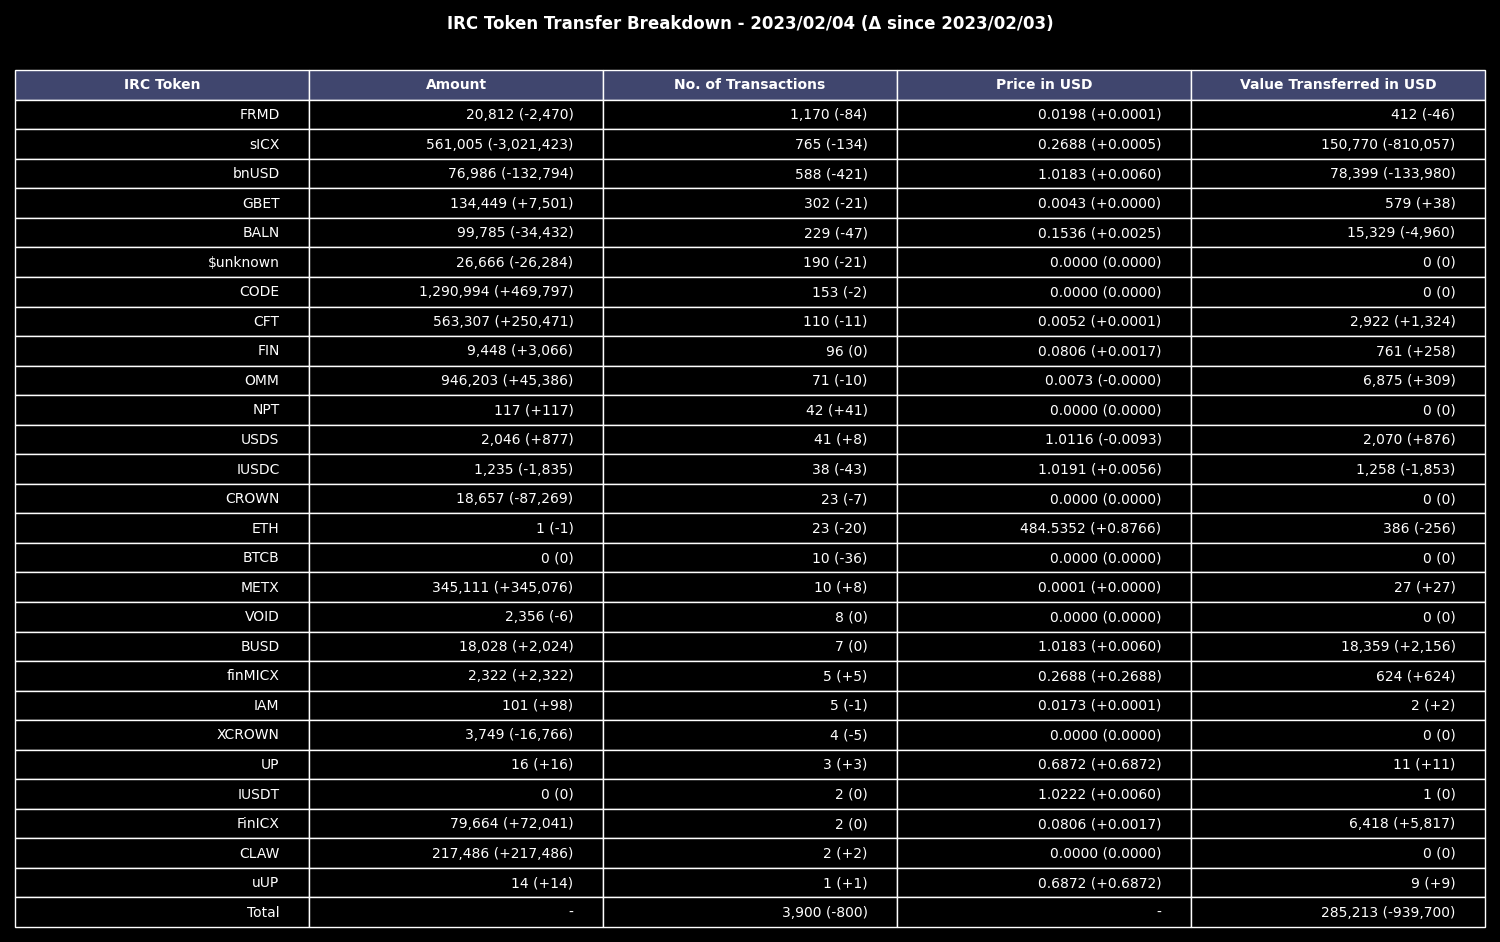 IRC Token Transfer Breakdown - 2023/02/04 (Δ since 2023/02/03)
IRC Token Amount No. of Transactions Price in USD Value Transferred in USD
FRMD 20,812 (-2,470) 1,170 (-84) 0.0198 (+0.0001) 412 (-46)
sICX 561,005 (-3,021,423) 765 (-134) 0.2688 (+0.0005) 150,770 (-810,057)
bnUSD 76,986 (-132,794) 588 (-421) 1.0183 (+0.0060) 78,399 (-133,980)
GBET 134,449 (+7,501) 302 (-21) 0.0043 (+0.0000) 579 (+38)
BALN 99,785 (-34,432) 229 (-47) 0.1536 (+0.0025) 15,329 (-4,960)
$unknown 26,666 (-26,284) 190 (-21) 0.0000 (0.0000) 0 (0)
CODE 1,290,994 (+469,797) 153 (-2) 0.0000 (0.0000) 0 (0)
CFT 563,307 (+250,471) 110 (-11) 0.0052 (+0.0001) 2,922 (+1,324)
FIN 9,448 (+3,066) 96 (0) 0.0806 (+0.0017) 761 (+258)
OMM 946,203 (+45,386) 71 (-10) 0.0073 (-0.0000) 6,875 (+309)
NPT 117 (+117) 42 (+41) 0.0000 (0.0000) 0 (0)
USDS 2,046 (+877) 41 (+8) 1.0116 (-0.0093) 2,070 (+876)
IUSDC 1,235 (-1,835) 38 (-43) 1.0191 (+0.0056) 1,258 (-1,853)
CROWN 18,657 (-87,269) 23 (-7) 0.0000 (0.0000) 0 (0)
ETH 1 (-1) 23 (-20) 484.5352 (+0.8766) 386 (-256)
BTCB 0 (0) 10 (-36) 0.0000 (0.0000) 0 (0)
METX 345,111 (+345,076) 10 (+8) 0.0001 (+0.0000) 27 (+27)
VOID 2,356 (-6) 8 (0) 0.0000 (0.0000) 0 (0)
BUSD 18,028 (+2,024) 7 (0) 1.0183 (+0.0060) 18,359 (+2,156)
finMICX 2,322 (+2,322) 5 (+5) 0.2688 (+0.2688) 624 (+624)
IAM 101 (+98) 5 (-1) 0.0173 (+0.0001) 2 (+2)
XCROWN 3,749 (-16,766) 4 (-5) 0.0000 (0.0000) 0 (0)
UP 16 (+16) 3 (+3) 0.6872 (+0.6872) 11 (+11)
IUSDT 0 (0) 2 (0) 1.0222 (+0.0060) 1 (0)
FinICX 79,664 (+72,041) 2 (0) 0.0806 (+0.0017) 6,418 (+5,817)
CLAW 217,486 (+217,486) 2 (+2) 0.0000 (0.0000) 0 (0)
uUP 14 (+14) 1 (+1) 0.6872 (+0.6872) 9 (+9)
Total - 3,900 (-800) - 285,213 (-939,700)